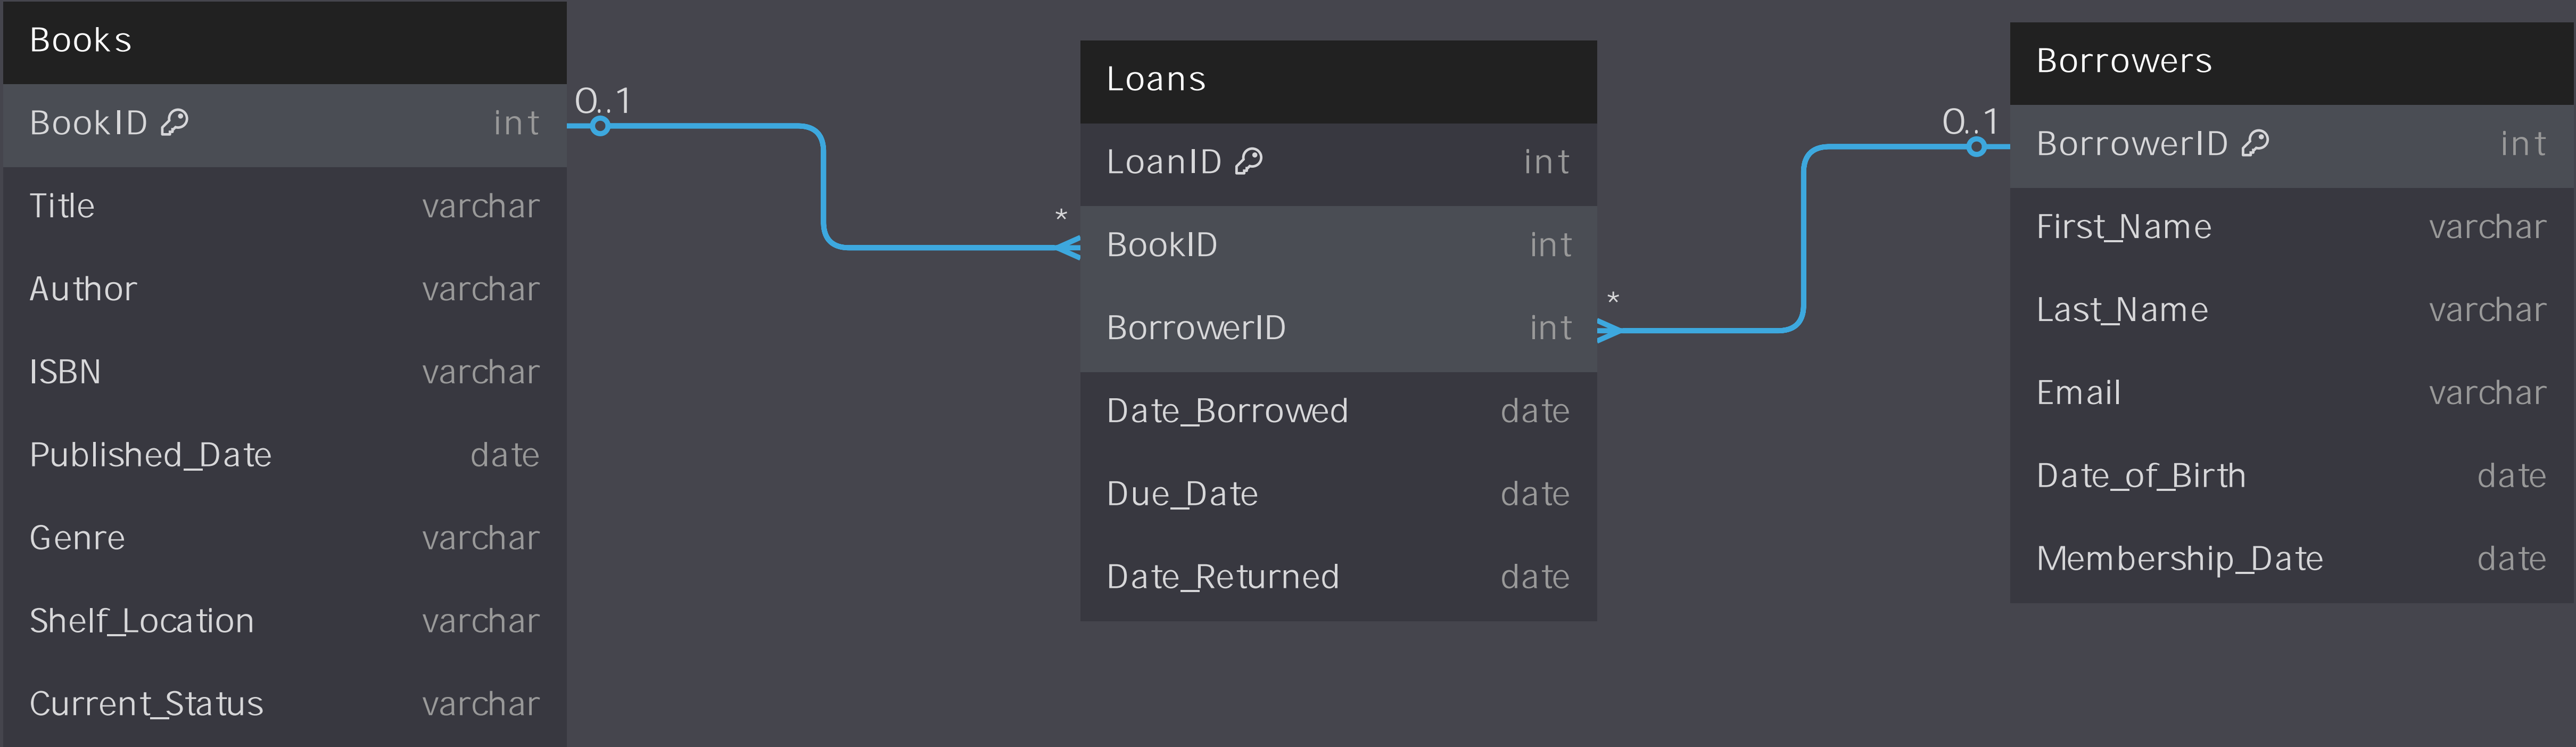 Books
BookID int
Title varchar
Author varchar
ISBN varchar
Published_Date date
Genre varchar
Shelf_Location varchar
Current_Status varchar
0..1
*
Loans
LoanID int
BookID int
BorrowerID int
Date_Borrowed date
Due_Date date
Date_Returned date
*
0..1
Borrowers
BorrowerID int
First_Name varchar
Last_Name varchar
Email varchar
Date_of_Birth date
Membership_Date date